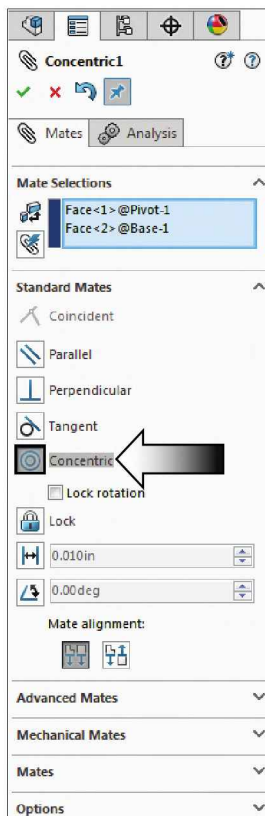 Concentric1
Mates Analysis
Mate Selections
Face<1>@Pivot-1
Face<2>@Base-1
Standard Mates
Coincident
Parallel
Perpendicular
Tangent
Concentric
Lock rotation
Lock
0.010in
0.00deg
Mate alignment:
Advanced Mates
Mechanical Mates
Mates
Options